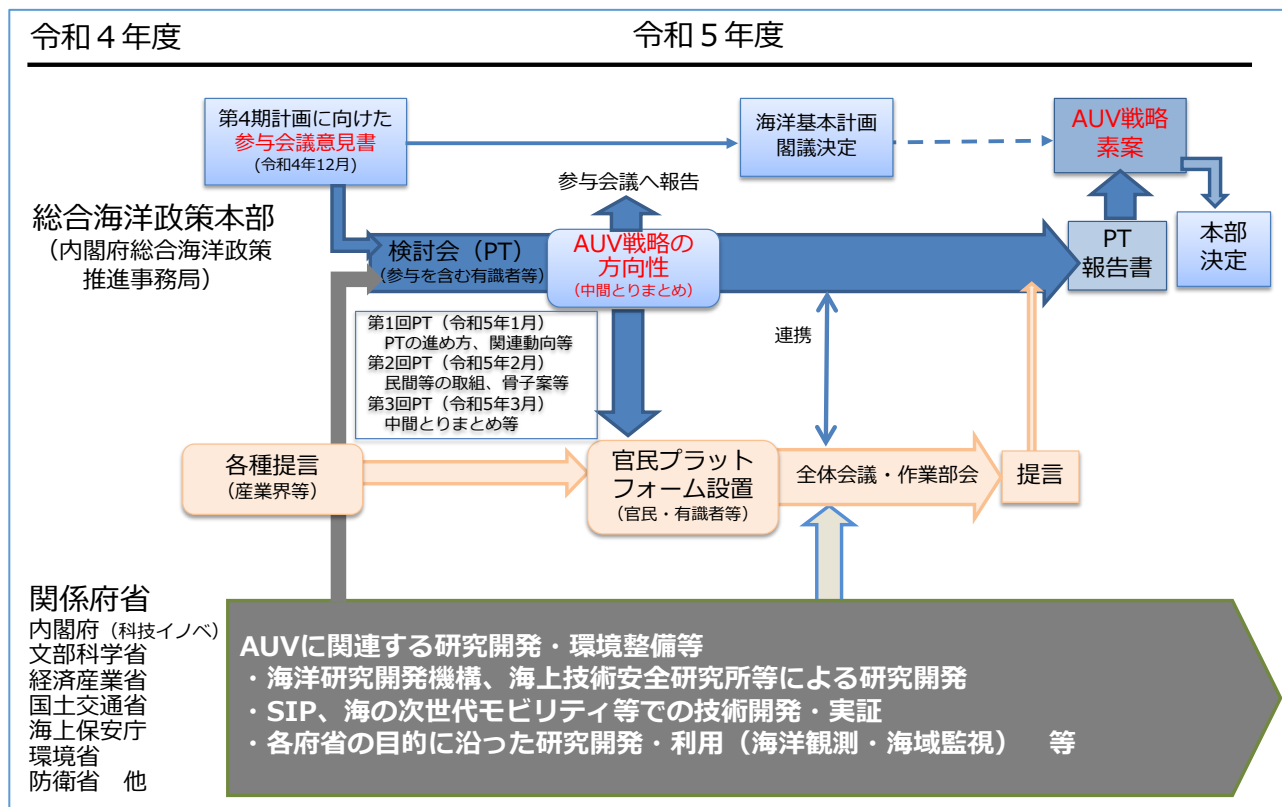 令和４年度
令和５年度
第4期計画に向けた
参与会議意見書
(令和4年12月)
海洋基本計画
閣議決定
AUV戦略
素案
参与会議へ報告
総合海洋政策本部
（内閣府総合海洋政策
推進事務局）
検討会（PT）
（参与を含む有識者等）
AUV戦略の
方向性
（中間とりまとめ）
PT
報告書
本部
決定
第1回PT（令和5年1月）
PTの進め方、関連動向等
第2回PT（令和5年2月）
民間等の取組、骨子案等
第3回PT（令和5年3月）
中間とりまとめ等
連携
各種提言
（産業界等）
官民プラット
フォーム設置
（官民・有識者等）
全体会議・作業部会
提言
関係府省
内閣府（科技イノベ）
文部科学省
経済産業省
国土交通省
海上保安庁
環境省
防衛省　他
AUVに関連する研究開発・環境整備等
・海洋研究開発機構、海上技術安全研究所等による研究開発
・SIP、海の次世代モビリティ等での技術開発・実証
・各府省の目的に沿った研究開発・利用（海洋観測・海域監視）　等